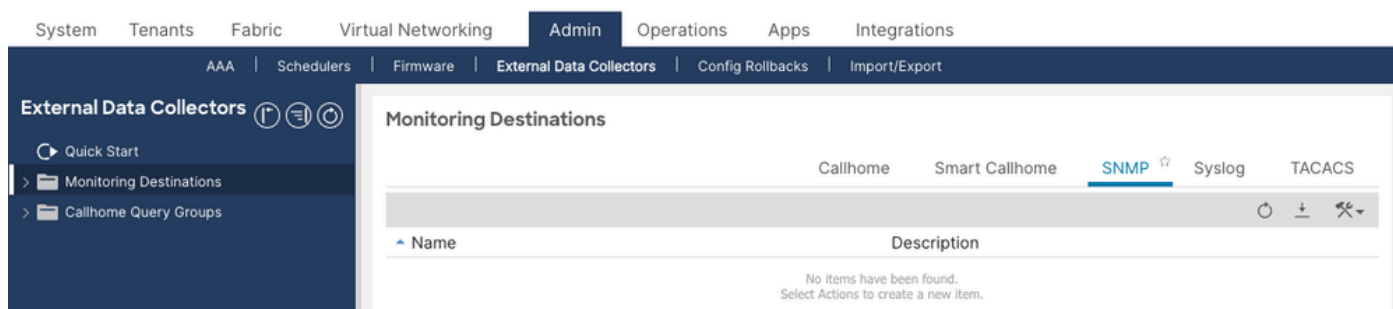 System Tenants Fabric Virtual Networking Admin Operations Apps Integrations
AAA | Schedulers | Firmware | External Data Collectors | Config Rollbacks | Import/Export
External Data Collectors
Quick Start
Monitoring Destinations
Callhome Query Groups
Monitoring Destinations
Callhome Smart Callhome SNMP Syslog TACACS
Name Description
No items have been found.
Select Actions to create a new item.